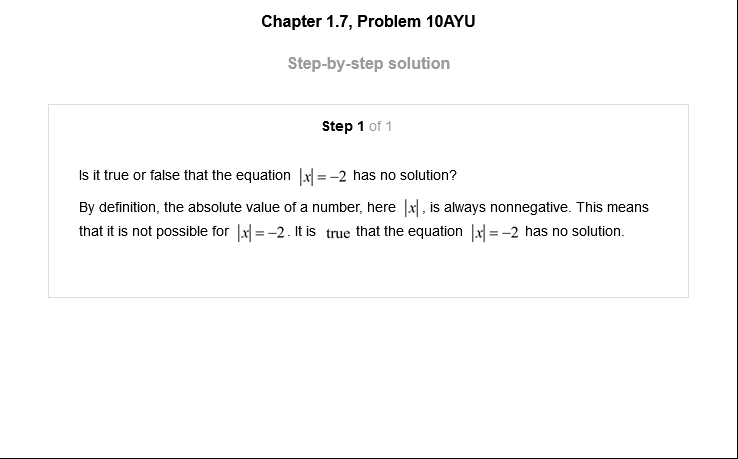 Chapter 1.7, Problem 10AYU
Step-by-step solution
Step 1 of 1
Is it true or false that the equation |x| = −2 has no solution?
By definition, the absolute value of a number, here |x|, is always nonnegative. This means
that it is not possible for |x| = −2. It is true that the equation |x| = −2 has no solution.